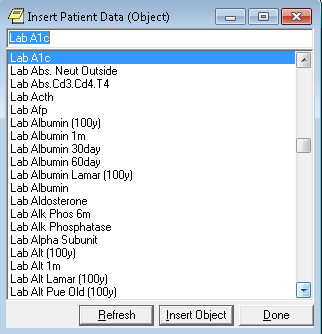 Insert Patient Data (Object)
Lab A1c
Lab A1c
Lab Abs. Neut Outside
Lab Abs.Cd3.Cd4.T4
Lab Acth
Lab Afp
Lab Albumin (100y)
Lab Albumin 1m
Lab Albumin 30day
Lab Albumin 60day
Lab Albumin Lamar (100y)
Lab Albumin
Lab Aldosterone
Lab Alk Phos 6m
Lab Alk Phosphatase
Lab Alpha Subunit
Lab Alt (100y)
Lab Alt 1m
Lab Alt Lamar (100y)
Lab Alt Pue Old (100y)
Refresh Insert Object Done